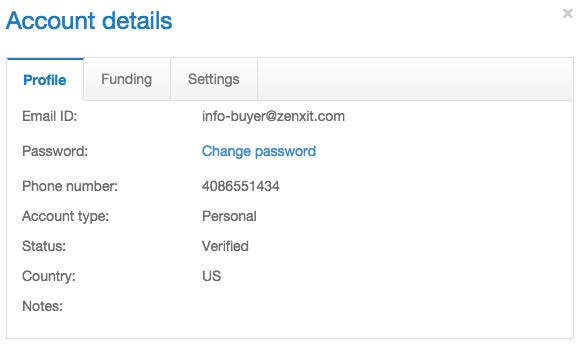 Account details
×
Profile Funding Settings
Email ID: info-buyer@zenxit.com
Password: Change password
Phone number: 4086551434
Account type: Personal
Status: Verified
Country: US
Notes: